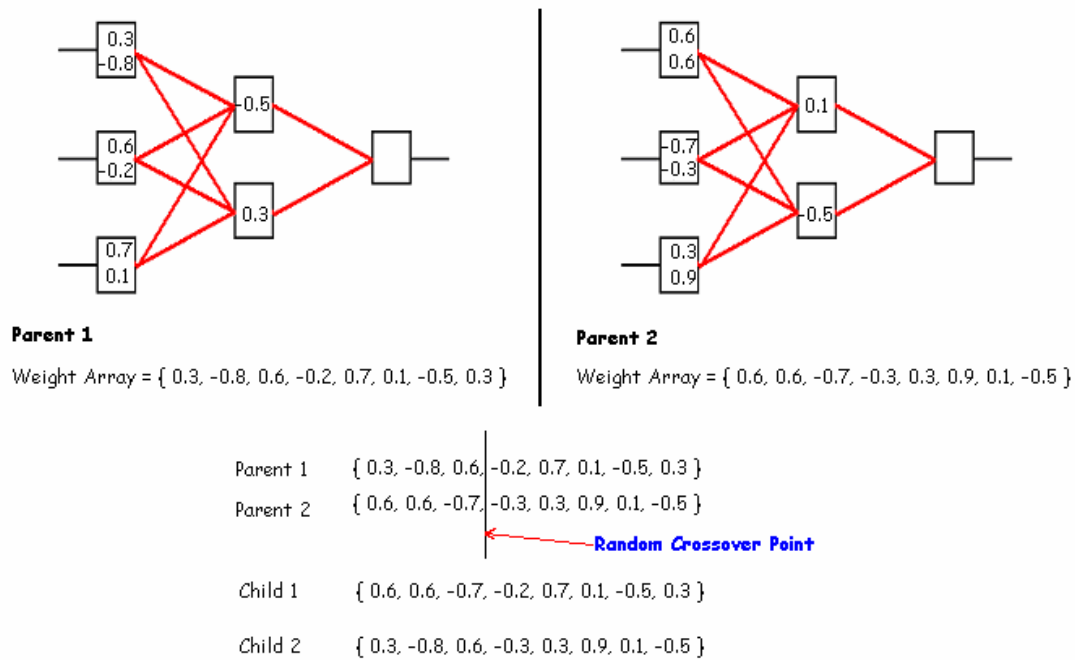 0.3
-0.8
-0.5
0.6
-0.2
0.3
0.7
0.1
Parent 1
Weight Array = { 0.3, -0.8, 0.6, -0.2, 0.7, 0.1, -0.5, 0.3 }
0.6
0.6
0.1
-0.7
-0.3
-0.5
0.3
0.9
Parent 2
Weight Array = { 0.6, 0.6, -0.7, -0.3, 0.3, 0.9, 0.1, -0.5 }
Parent 1 { 0.3, -0.8, 0.6, -0.2, 0.7, 0.1, -0.5, 0.3 }
Parent 2 { 0.6, 0.6, -0.7, -0.3, 0.3, 0.9, 0.1, -0.5 }
Random Crossover Point
Child 1 { 0.6, 0.6, -0.7, -0.2, 0.7, 0.1, -0.5, 0.3 }
Child 2 { 0.3, -0.8, 0.6, -0.3, 0.3, 0.9, 0.1, -0.5 }